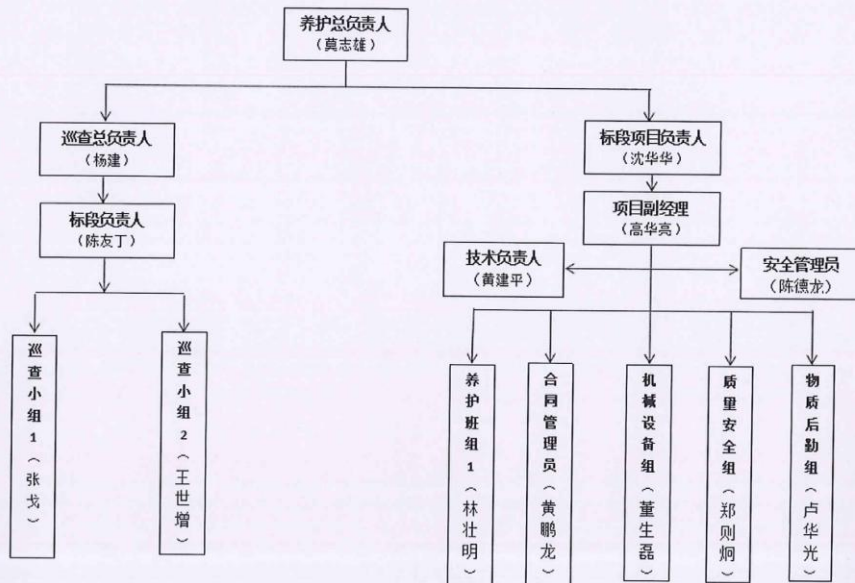 养护总负责人
（莫志雄）
巡查总负责人
（杨建）
标段项目负责人
（沈华华）
标段负责人
（陈友丁）
项目副经理
（高华亮）
技术负责人
（黄建平）
安全管理员
（陈德龙）
巡查小组1（张戈）
巡查小组2（王世增）
养护班组1（林壮明）
合同管理员（黄鹏龙）
机械设备组（董生磊）
质里安全组（郑则炯）
物质后勤组（卢华光）